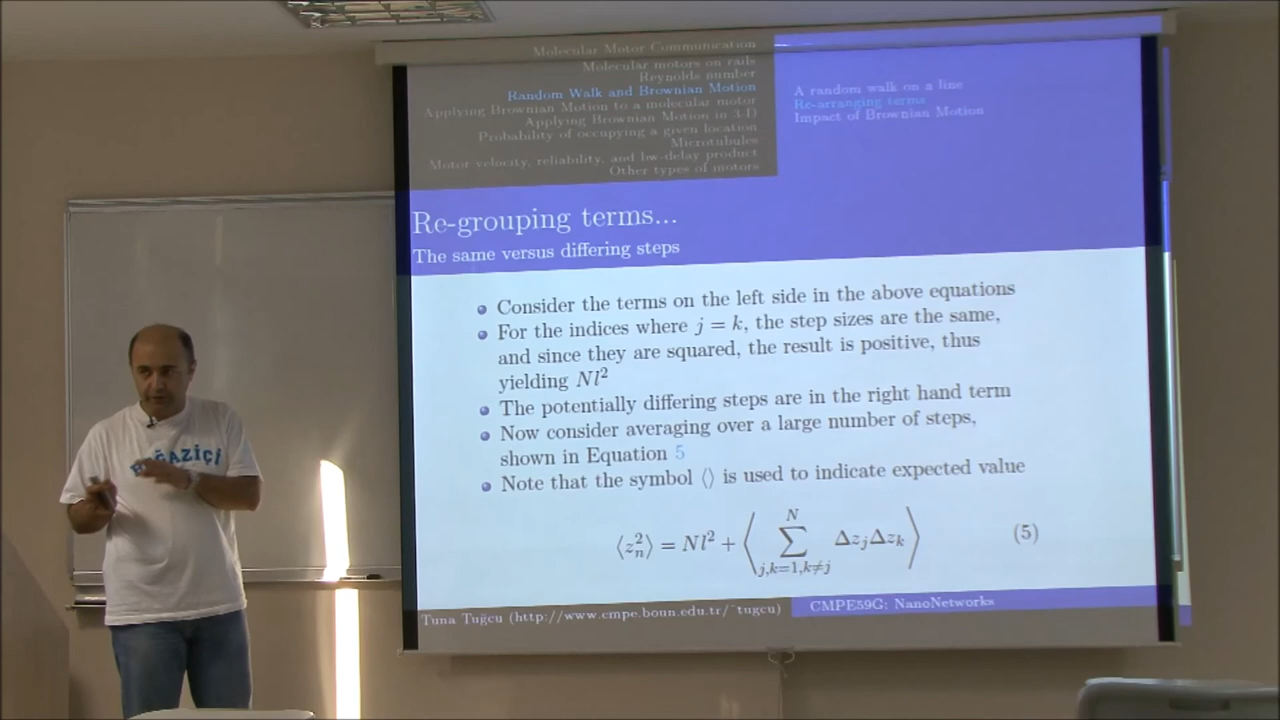 Molecular Motor Communication
Molecular motors on rails
Reynolds number
Random Walk and Brownian Motion
Applying Brownian Motion to a molecular motor
Applying Brownian Motion in 3-D
Probability of occupying a given location
Microtubules
Motor velocity, reliability, and bw-delay product
Other types of motors
A random walk on a line
Re-arranging terms
Impact of Brownian Motion
Re-grouping terms...
The same versus differing steps
Consider the terms on the left side in the above equations
For the indices where j = k, the step sizes are the same,
and since they are squared, the result is positive, thus
yielding Nl²
The potentially differing steps are in the right hand term
Now consider averaging over a large number of steps,
shown in Equation 5
Note that the symbol ⟨⟩ is used to indicate expected value
⟨z_n^2⟩ = Nl² + ⟨∑_{j,k=1,k≠j}^{N} Δz_jΔz_k⟩ (5)
Tuna Tuğcu (http://www.cmpe.boun.edu.tr/~tugcu)
CMPE59G: NanoNetworks
BOĞAZİÇİ